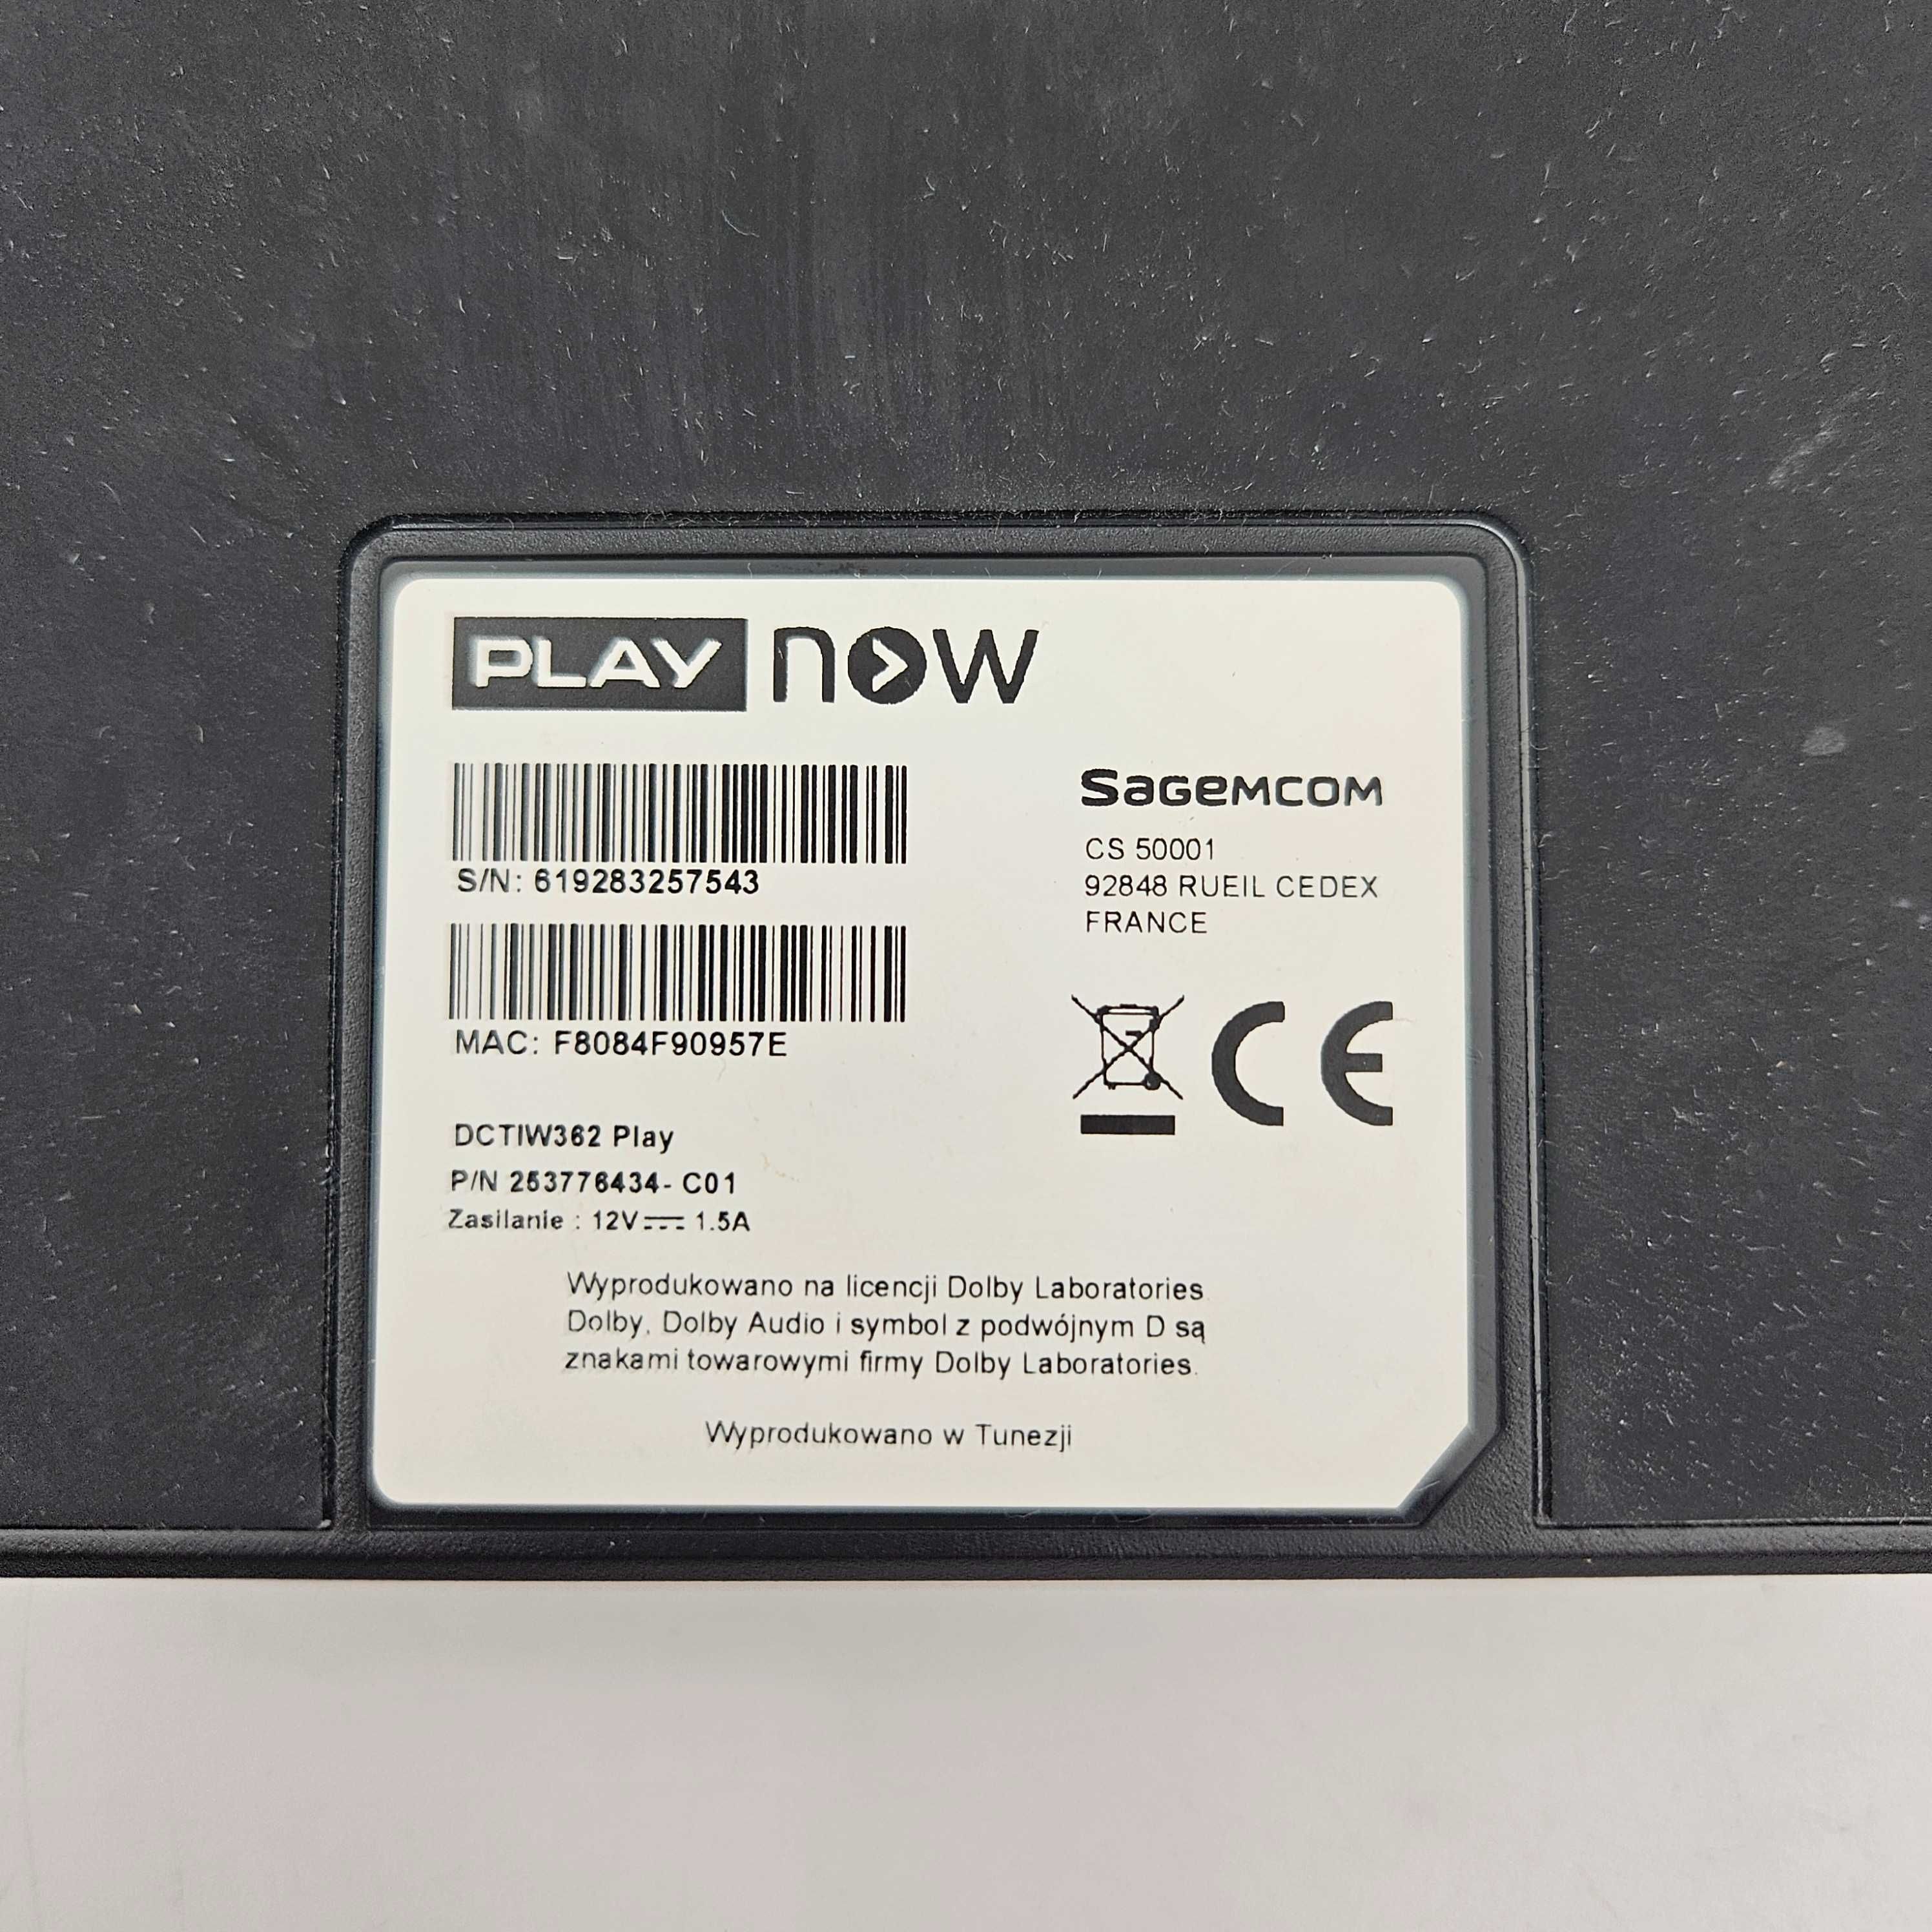 PLAY now
S/N: 619283257543
MAC: F8084F90957E
DCTIW362 Play
P/N 253776434- C01
Zasilanie : 12V 1.5A
SAGEMCOM
CS 50001
92848 RUEIL CEDEX
FRANCE
CE
Wyprodukowano na licencji Dolby Laboratories.
Dolby, Dolby Audio i symbol z podwójnym D są
znakami towarowymi firmy Dolby Laboratories.
Wyprodukowano w Tunezji